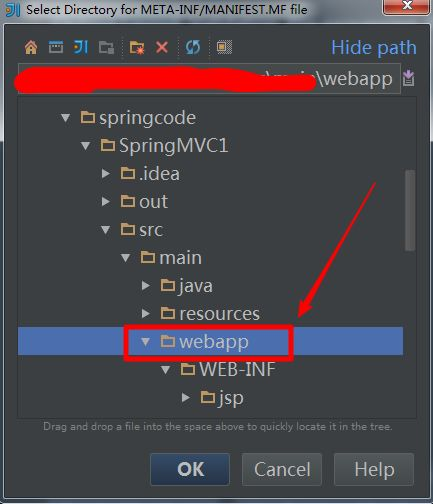 Select Directory for META-INF/MANIFEST.MF file
Hide path
\webapp
springcode
SpringMVC1
.idea
out
src
main
java
resources
webapp
WEB-INF
jsp
Drag and drop a file into the space above to quickly locate it in the tree.
OK
Cancel
Help